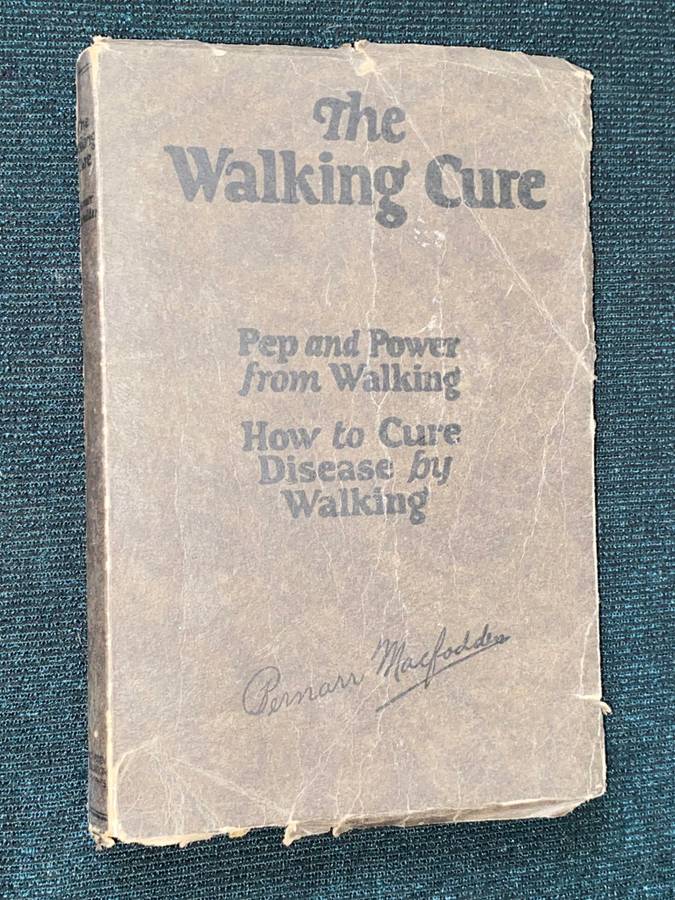 The
Walking Cure
Pep and Power
from Walking
How to Cure
Disease by
Walking
Bernarr Macfadden